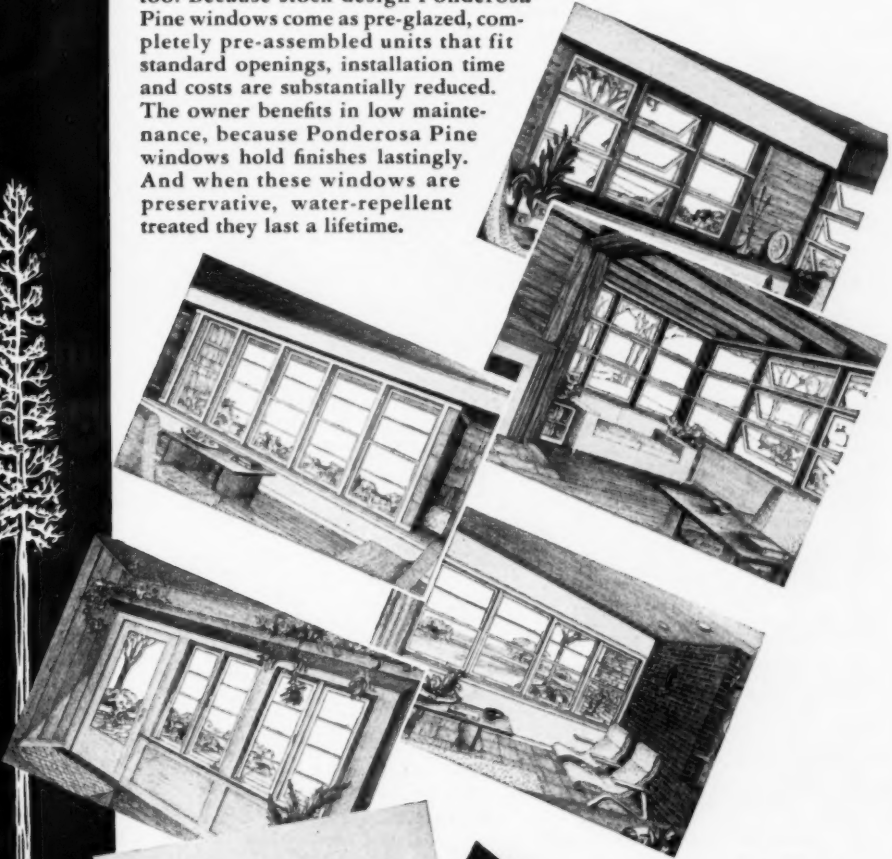 too. Because stock design Ponderosa
Pine windows come as pre-glazed, com-
pletely pre-assembled units that fit
standard openings, installation time
and costs are substantially reduced.
The owner benefits in low mainte-
nance, because Ponderosa Pine
windows hold finishes lastingly.
And when these windows are
preservative, water-repellent
treated they last a lifetime.